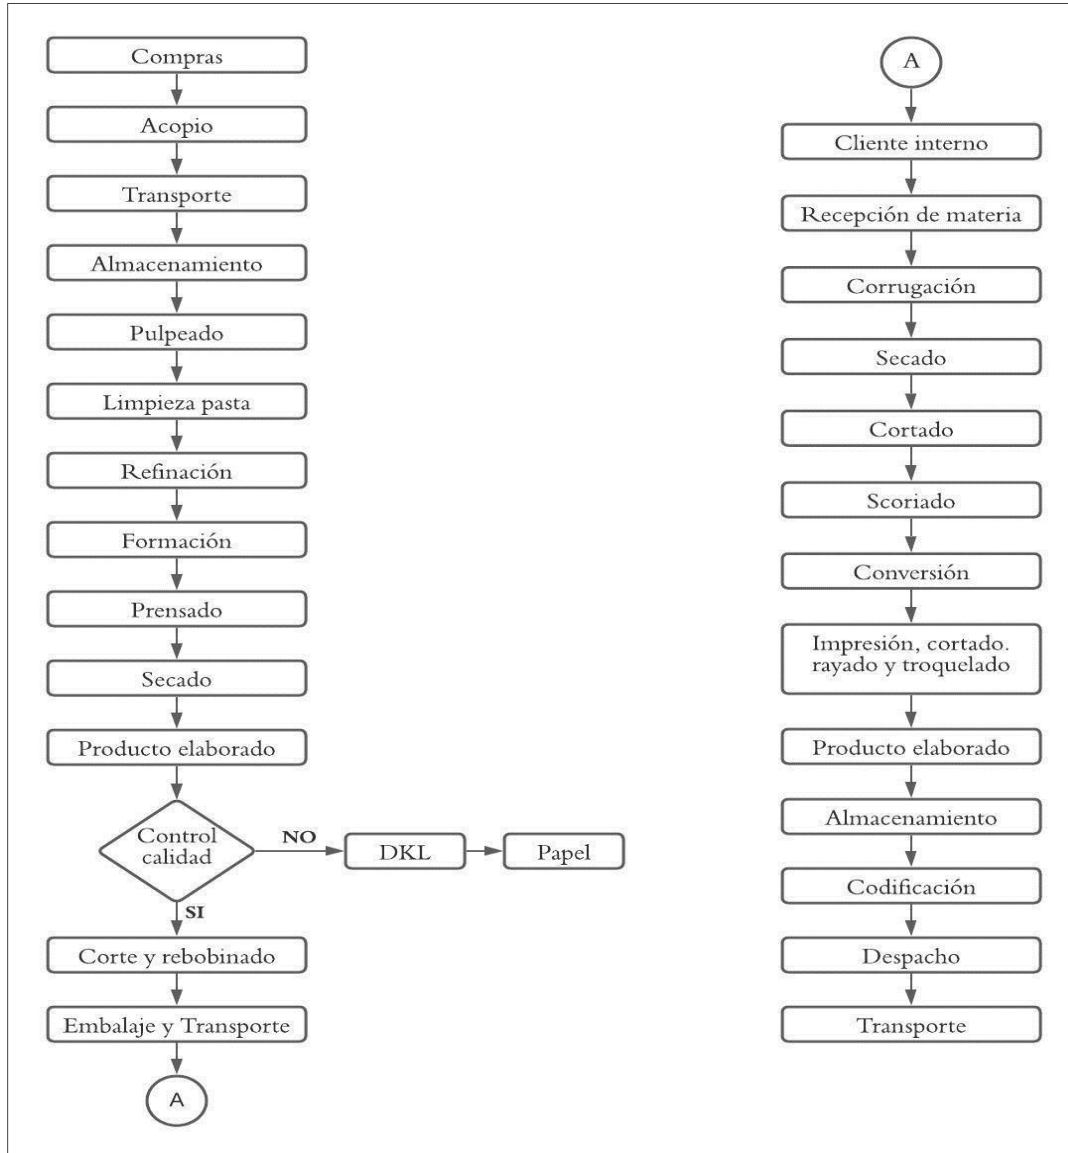 Compras
Acopio
Transporte
Almacenamiento
Pulpeado
Limpieza pasta
Refinación
Formación
Prensado
Secado
Producto elaborado
Control
calidad
NO
DKL
Papel
SI
Corte y rebobinado
Embalaje y Transporte
A
A
Cliente interno
Recepción de materia
Corrugación
Secado
Cortado
Scoriado
Conversión
Impresión, cortado.
rayado y troquelado
Producto elaborado
Almacenamiento
Codificación
Despacho
Transporte